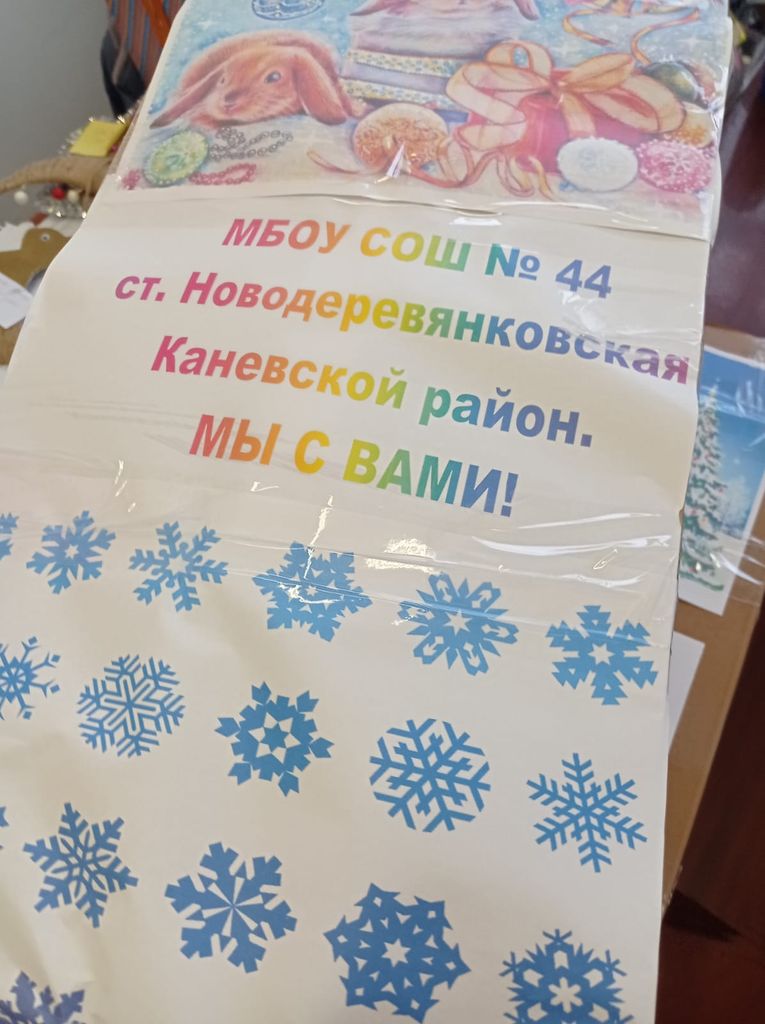 МБОУ СОШ № 44
ст. Новодеревянковская
Каневской район.
МЫ С ВАМИ!